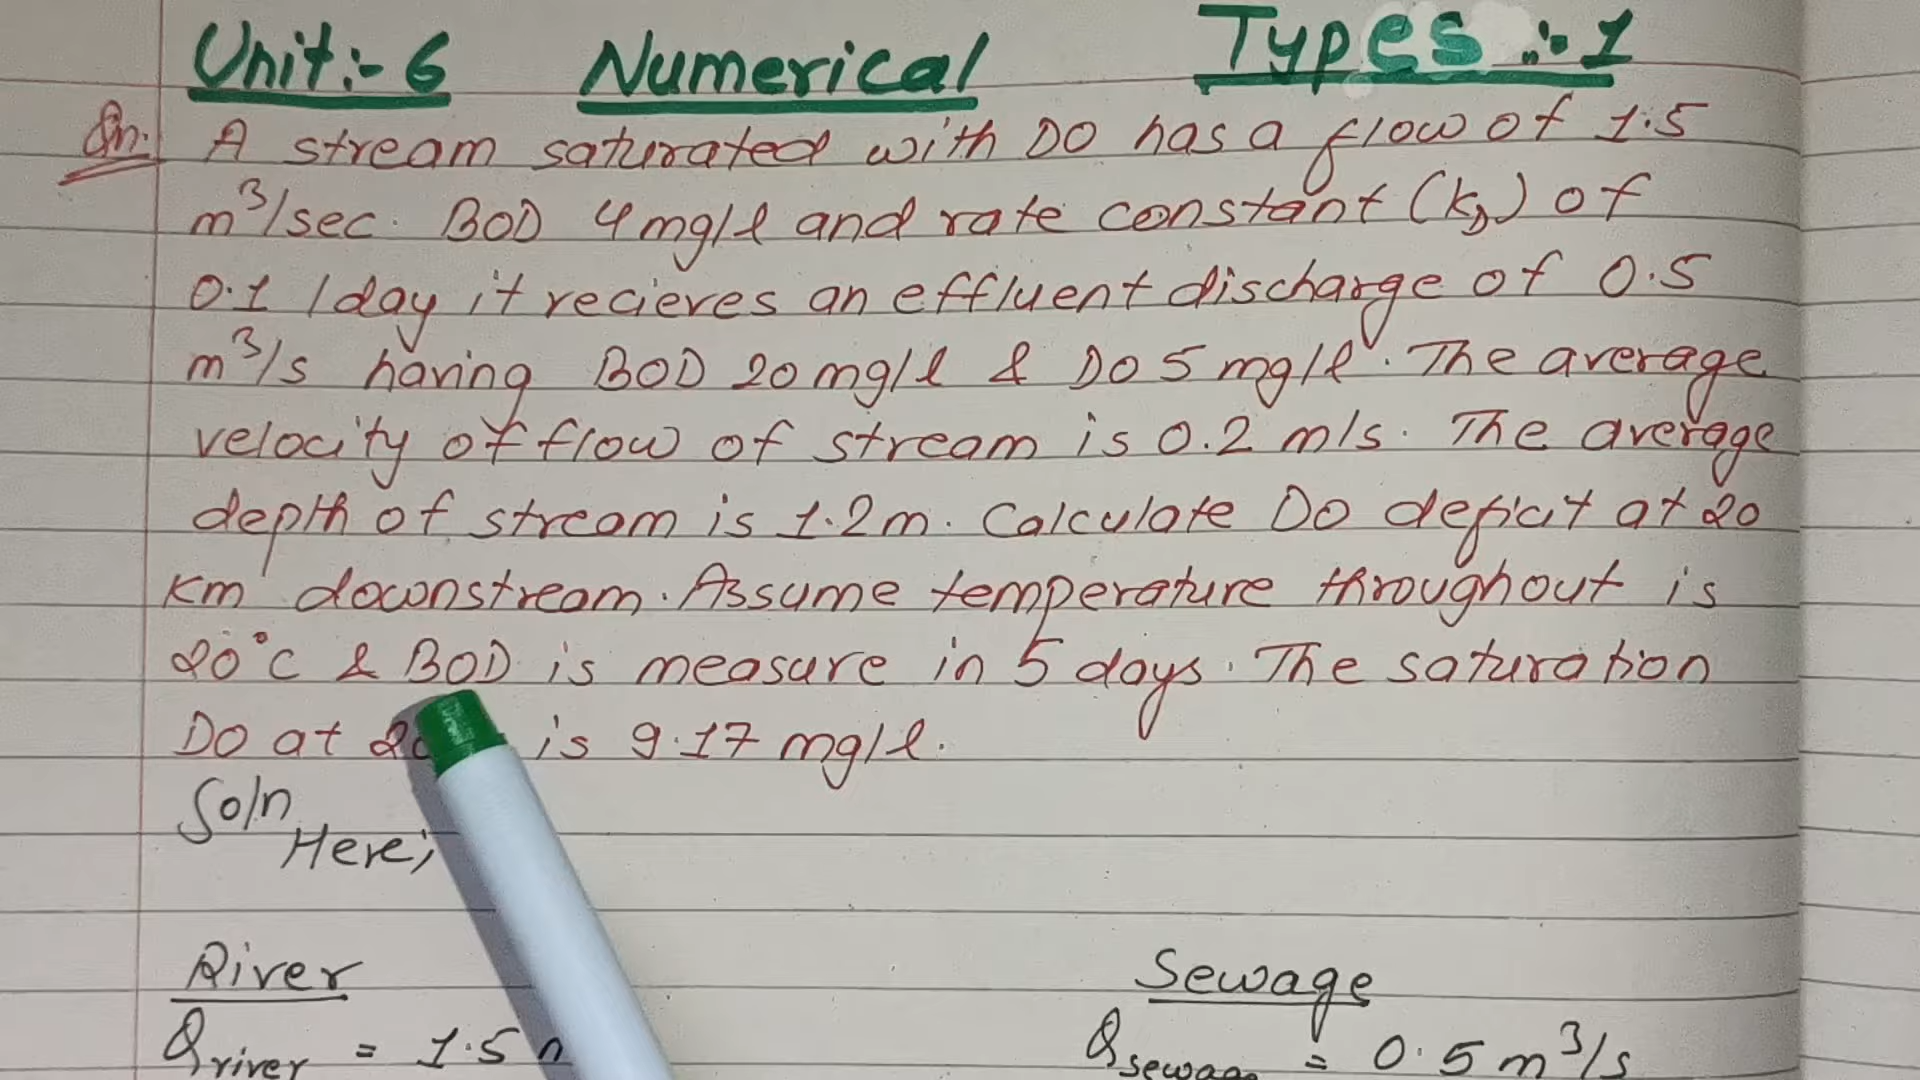 Unit:- 6 Numerical Types :- 1
Qn. A stream saturated with DO has a flow of 1.5
m³/sec. BOD 4 mg/l and rate constant (kD) of
0.1 /day it recieves an effluent discharge of 0.5
m³/s having BOD 20 mg/l & DO 5 mg/l. The average
velocity of flow of stream is 0.2 m/s. The average
depth of stream is 1.2m. Calculate DO deficit at 20
Km downstream. Assume temperature throughout is
20°C & BOD is measure in 5 days. The saturation
DO at is 9.17 mg/l.
Soln
Here;
River Sewage
Qriver = 1.5 Qsewage = 0.5 m³/s